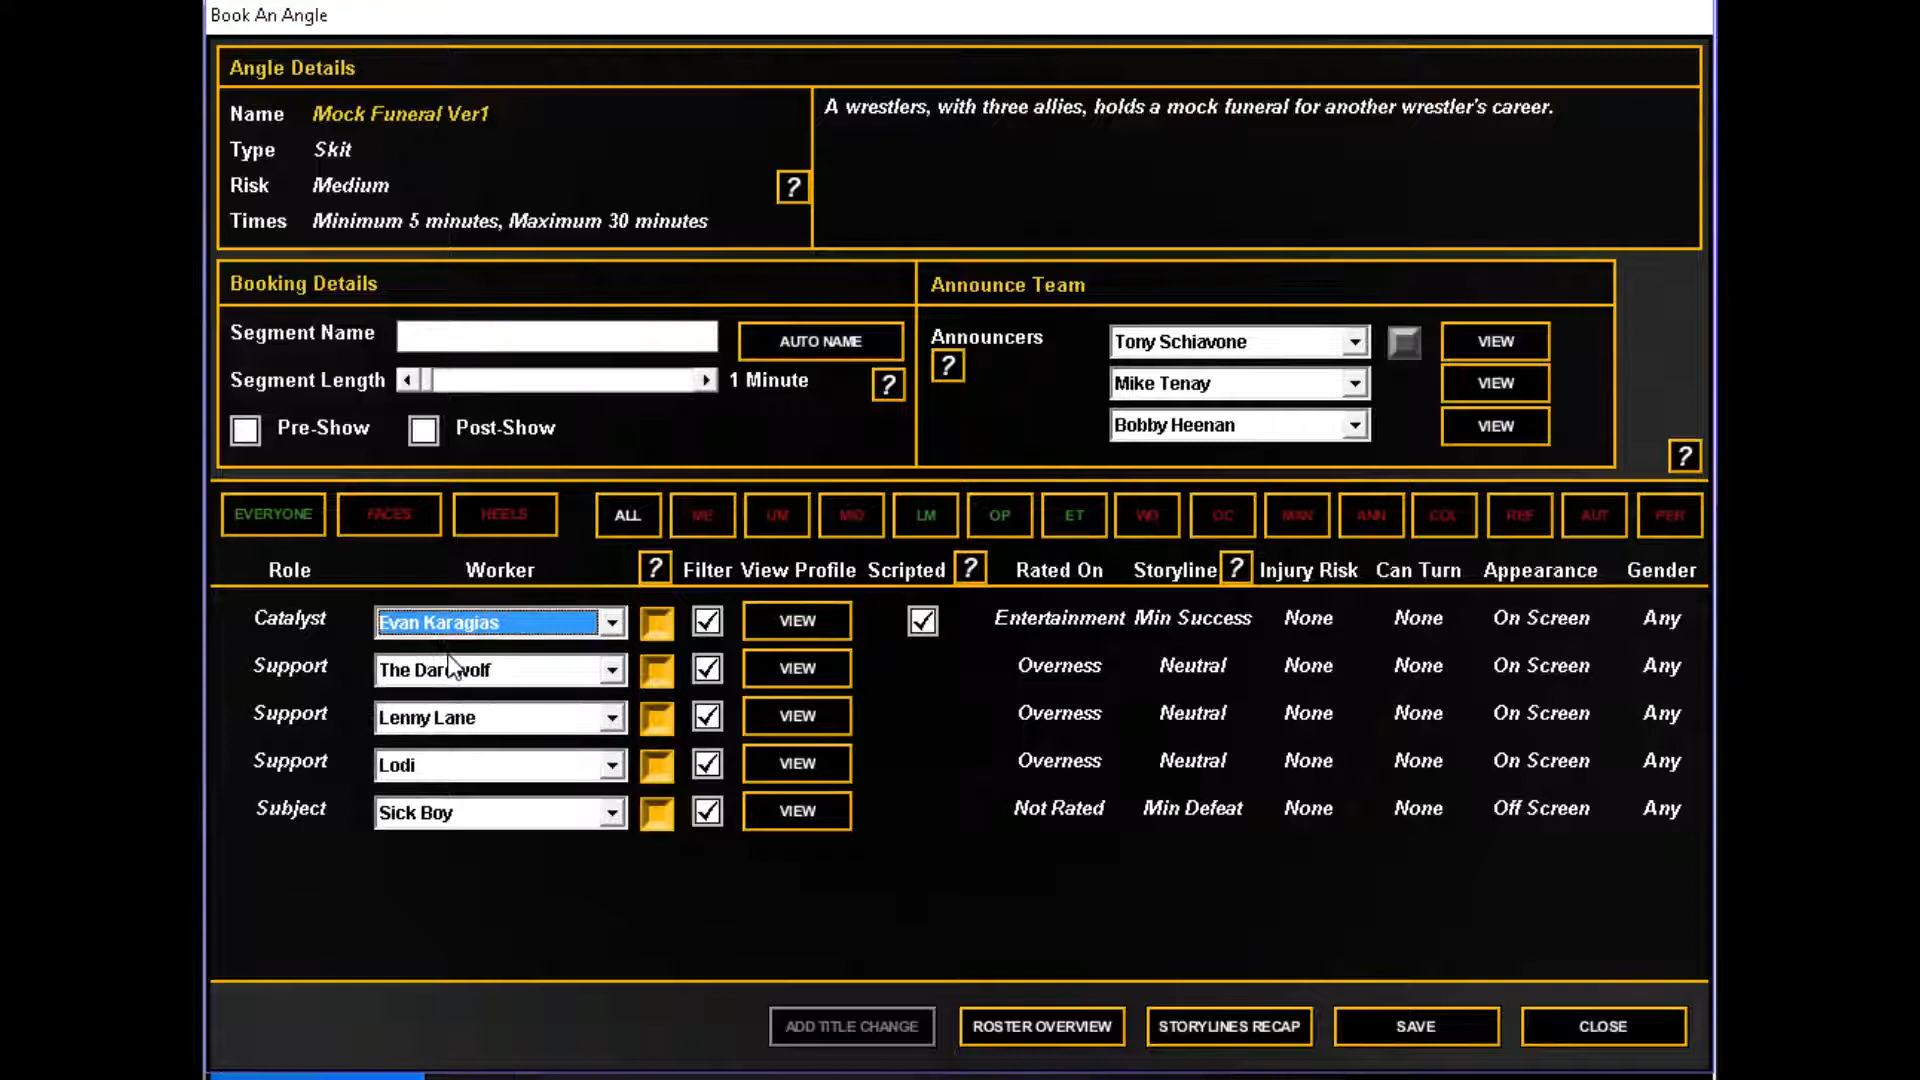 Book An Angle
Angle Details
Name Mock Funeral Ver1
A wrestlers, with three allies, holds a mock funeral for another wrestler's career.
Type Skit
Risk Medium ?
Times Minimum 5 minutes, Maximum 30 minutes
Booking Details
Announce Team
Segment Name AUTO NAME
Announcers Tony Schiavone VIEW
?
Segment Length 1 Minute ?
Mike Tenay VIEW
Pre-Show Post-Show
Bobby Heenan VIEW
?
EVERYONE FACES HEELS ALL ME UM MID LM OP ET WO OC MAN ANN COL REF AUT PER
Role Worker ? Filter View Profile Scripted ? Rated On Storyline ? Injury Risk Can Turn Appearance Gender
Catalyst Evan Karagias VIEW Entertainment Min Success None None On Screen Any
Support The Dar wolf VIEW Overness Neutral None None On Screen Any
Support Lenny Lane VIEW Overness Neutral None None On Screen Any
Support Lodi VIEW Overness Neutral None None On Screen Any
Subject Sick Boy VIEW Not Rated Min Defeat None None Off Screen Any
ADD TITLE CHANGE ROSTER OVERVIEW STORYLINES RECAP SAVE CLOSE